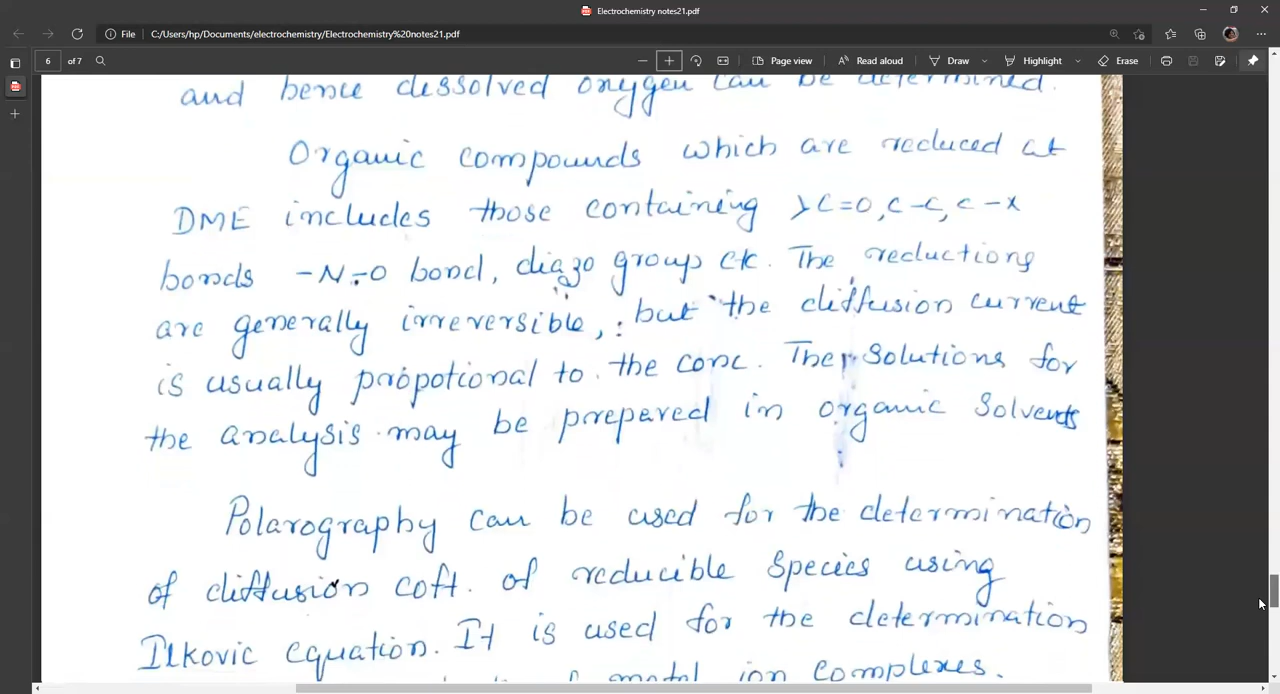 Electrochemistry notes21.pdf
File C:/Users/hp/Documents/electrochemistry/Electrochemistry%20notes21.pdf
6 of 7 Page view Read aloud Draw Highlight Erase
and hence dessolved oxygen can be determined.
Organic compounds which are reduced at
DME includes those containing >C=O, C-C, C-X
bonds -N=O bond, diazo group etc. The reductions
are generally irreversible, but the diffusion current
is usually propotional to the conc. The solutions for
the analysis may be prepared in organic solvents
Polarography can be used for the determination
of diffusion coft. of reducible species using
Ilkovic equation. It is used for the determination
metal ion complexes.